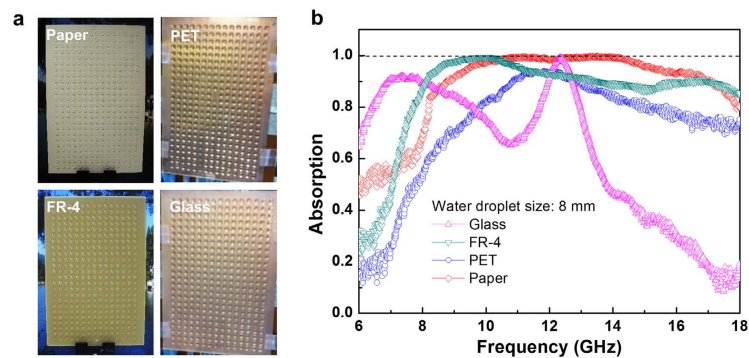 a
Paper
PET
FR-4
Glass
b
Absorption
1.0
0.8
0.6
0.4
0.2
0.0
Water droplet size: 8 mm
Glass
FR-4
PET
Paper
6 8 10 12 14 16 18
Frequency (GHz)